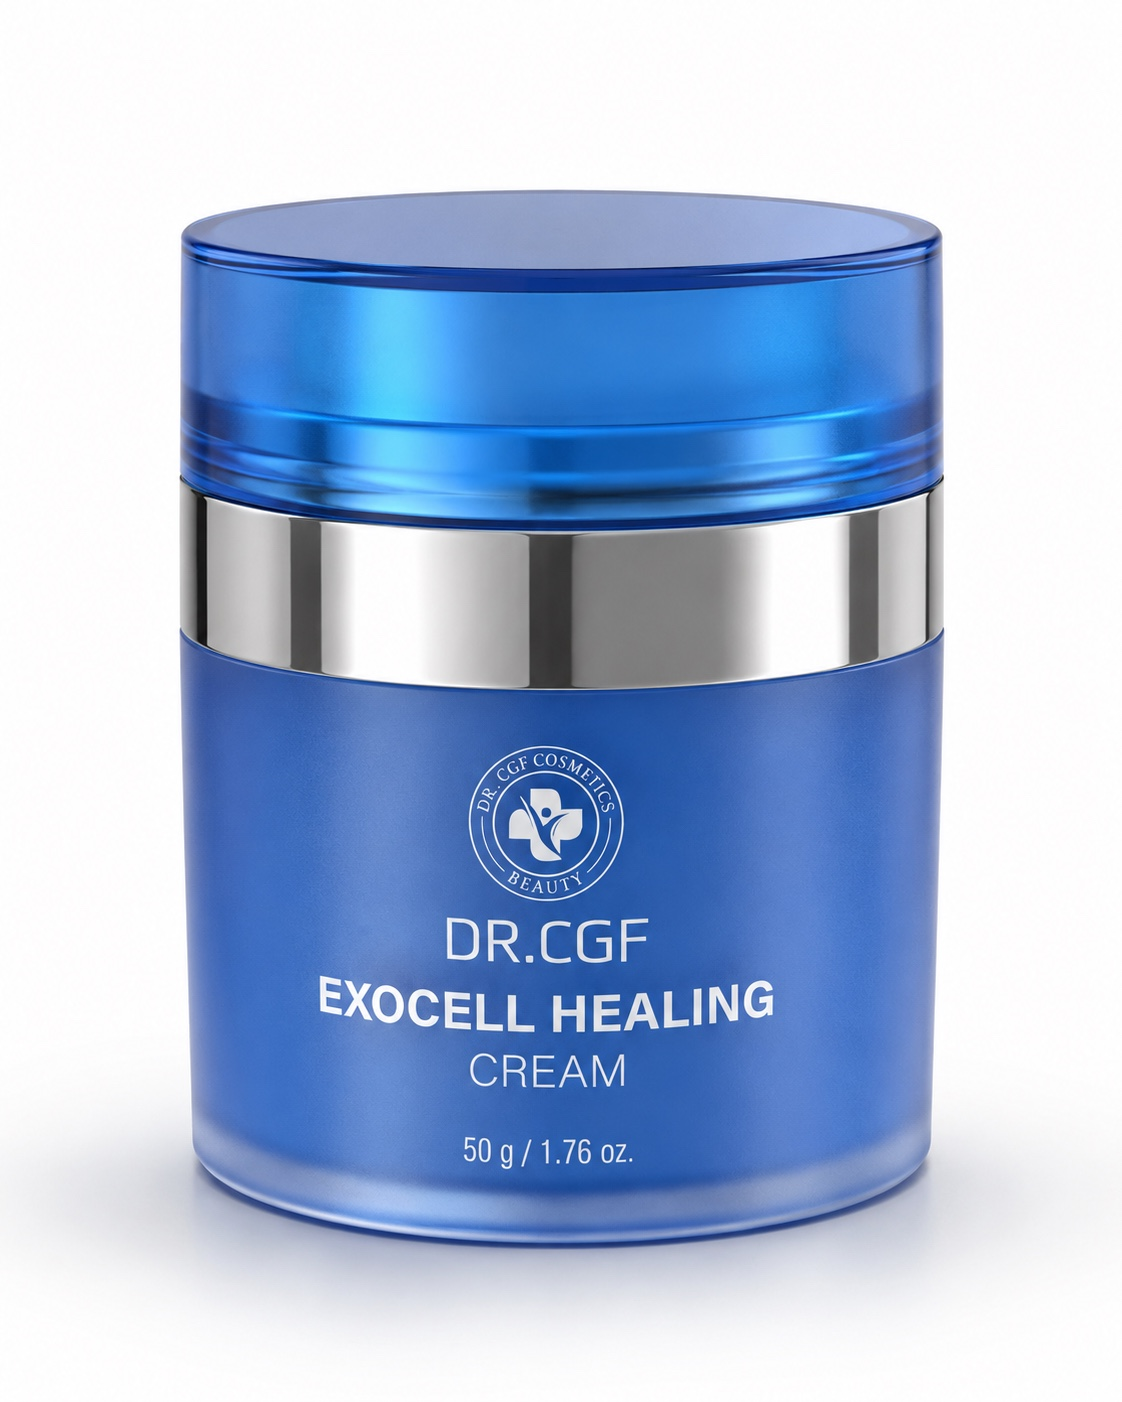 DR. CGF COSMETICS
BEAUTY
DR.CGF
EXOCELL HEALING
CREAM
50 g / 1.76 oz.